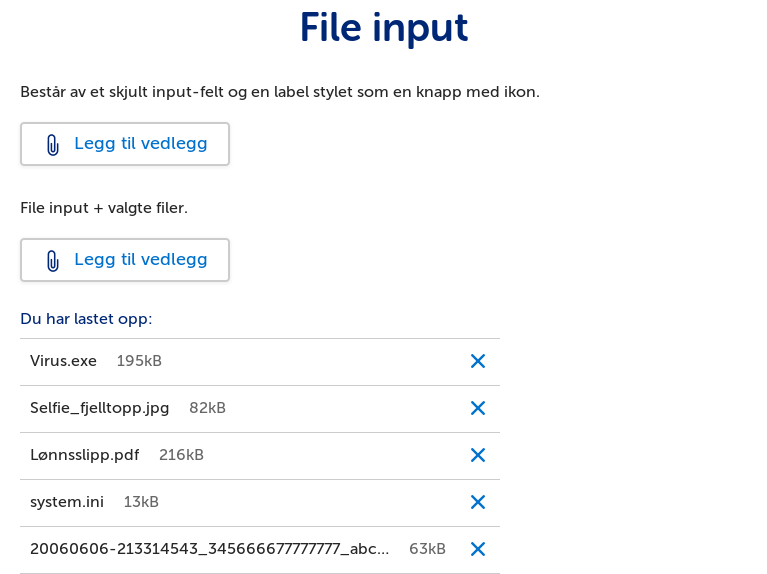 File input
Består av et skjult input-felt og en label stylet som en knapp med ikon.
Legg til vedlegg
File input + valgte filer.
Legg til vedlegg
Du har lastet opp:
Virus.exe 195kB
Selfie_fjelltopp.jpg 82kB
Lønnsslipp.pdf 216kB
system.ini 13kB
20060606-213314543_345666677777777_abc... 63kB